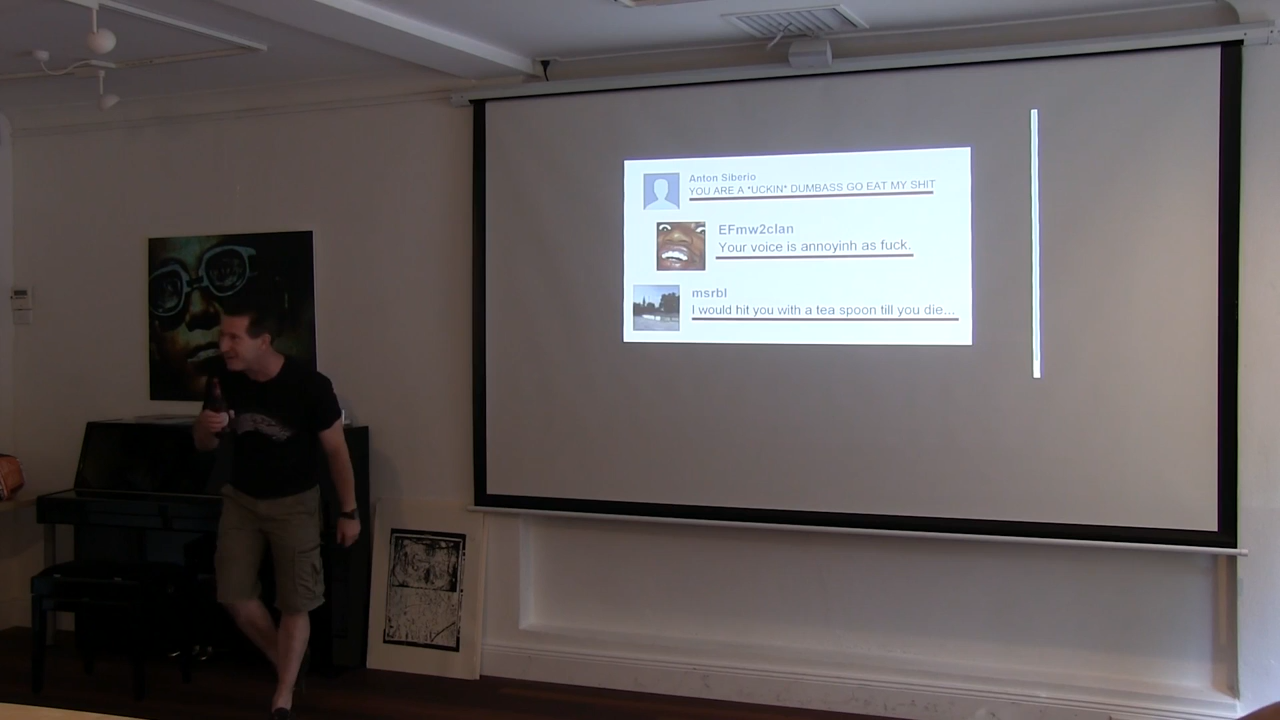 Anton Siberio
YOU ARE A *UCKIN* DUMBASS GO EAT MY SHIT
EFmw2clan
Your voice is annoyinh as fuck.
msrbl
I would hit you with a tea spoon till you die...